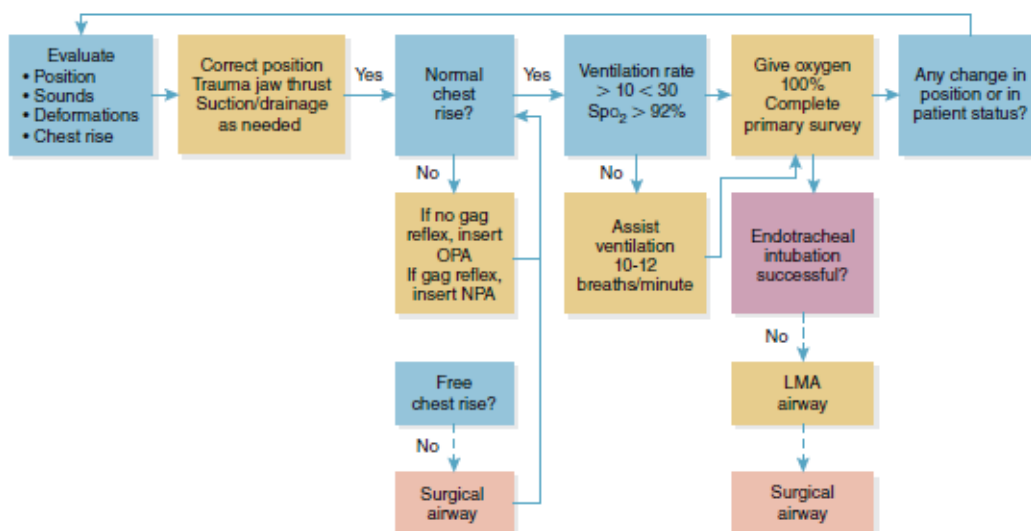 Evaluate
• Position
• Sounds
• Deformations
• Chest rise
Correct position
Trauma jaw thrust
Suction/drainage
as needed
Yes
Normal
chest
rise?
Yes
Ventilation rate
> 10 < 30
Spo₂ > 92%
Give oxygen
100%
Complete
primary survey
Any change in
position or in
patient status?
No
If no gag
reflex, insert
OPA
If gag reflex,
insert NPA
No
Assist
ventilation
10-12
breaths/minute
Endotracheal
intubation
successful?
Free
chest rise?
No
Surgical
airway
No
LMA
airway
Surgical
airway